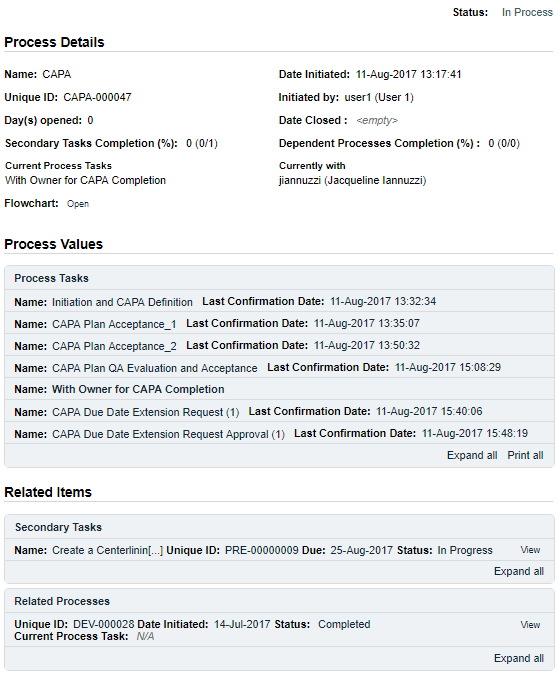 Status: In Process
Process Details
Name: CAPA Date Initiated: 11-Aug-2017 13:17:41
Unique ID: CAPA-000047 Initiated by: user1 (User 1)
Day(s) opened: 0 Date Closed : <empty>
Secondary Tasks Completion (%): 0 (0/1) Dependent Processes Completion (%) : 0 (0/0)
Current Process Tasks Currently with
With Owner for CAPA Completion jiannuzzi (Jacqueline Iannuzzi)
Flowchart: Open
Process Values
Process Tasks
Name: Initiation and CAPA Definition Last Confirmation Date: 11-Aug-2017 13:32:34
Name: CAPA Plan Acceptance_1 Last Confirmation Date: 11-Aug-2017 13:35:07
Name: CAPA Plan Acceptance_2 Last Confirmation Date: 11-Aug-2017 13:50:32
Name: CAPA Plan QA Evaluation and Acceptance Last Confirmation Date: 11-Aug-2017 15:08:29
Name: With Owner for CAPA Completion
Name: CAPA Due Date Extension Request (1) Last Confirmation Date: 11-Aug-2017 15:40:06
Name: CAPA Due Date Extension Request Approval (1) Last Confirmation Date: 11-Aug-2017 15:48:19
Expand all Print all
Related Items
Secondary Tasks
Name: Create a Centerlinin[...] Unique ID: PRE-00000009 Due: 25-Aug-2017 Status: In Progress View
Expand all
Related Processes
Unique ID: DEV-000028 Date Initiated: 14-Jul-2017 Status: Completed View
Current Process Task: N/A
Expand all